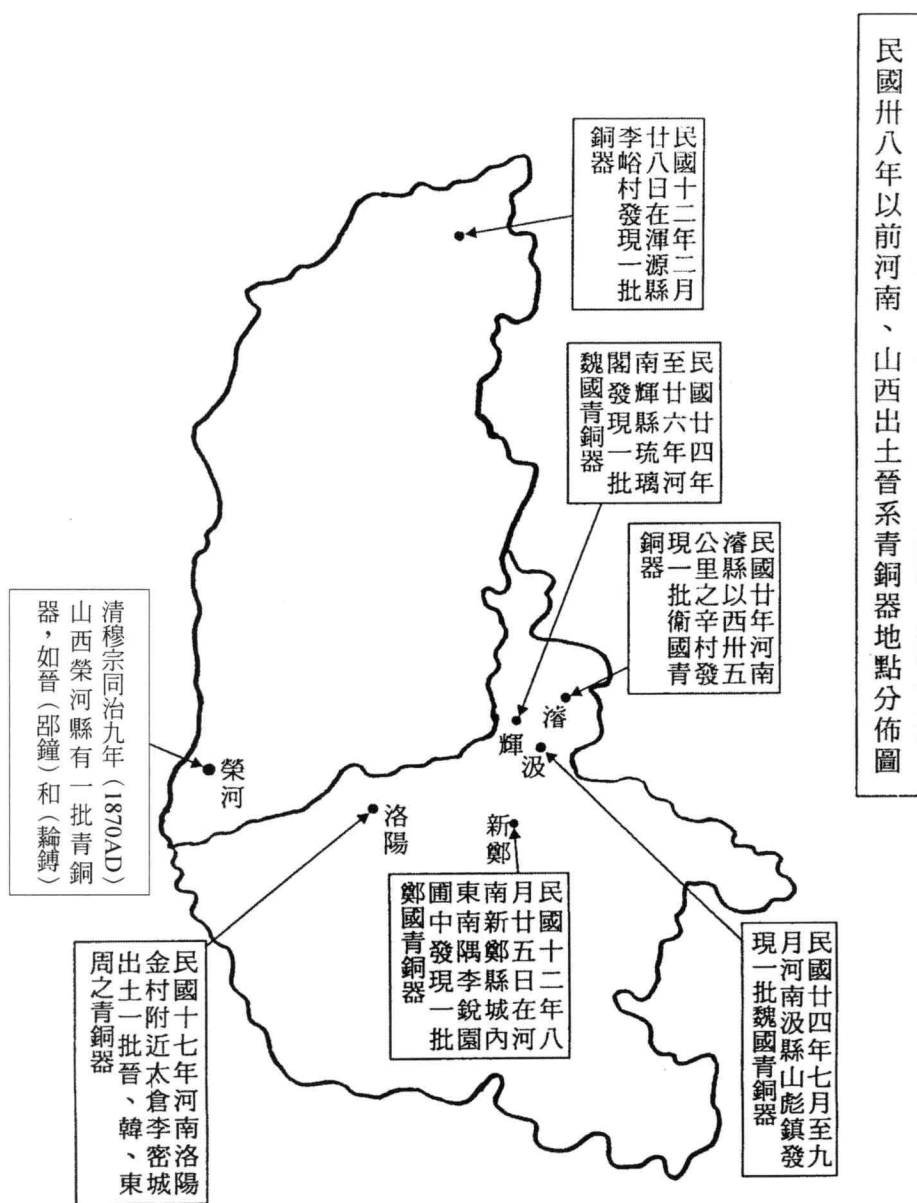 民國卅八年以前河南、山西出土晉系青銅器地點分佈圖
民國十二年二月
廿八日在渾源縣
李峪村發現一批
銅器
民國廿四年
至廿六年河
南輝縣琉璃
閣發現一批
魏國青銅器
民國廿年河南
濬縣以西卅五
公里之辛村發
現一批衞國青
銅器
濬
輝
汲
榮河
洛陽
新鄭
清穆宗同治九年（1870AD）
山西榮河縣有一批青銅
器，如晉（郘鐘）和（鎛）
民國十二年八
月廿五日在河
南新鄭縣城內
東南隅李銳園
圃中發現一批
鄭國青銅器
民國廿四年七月至九
月河南汲縣山彪鎮發
現一批魏國青銅器
民國十七年河南洛陽
金村附近太倉李密城
出土一批晉、韓、東
周之青銅器